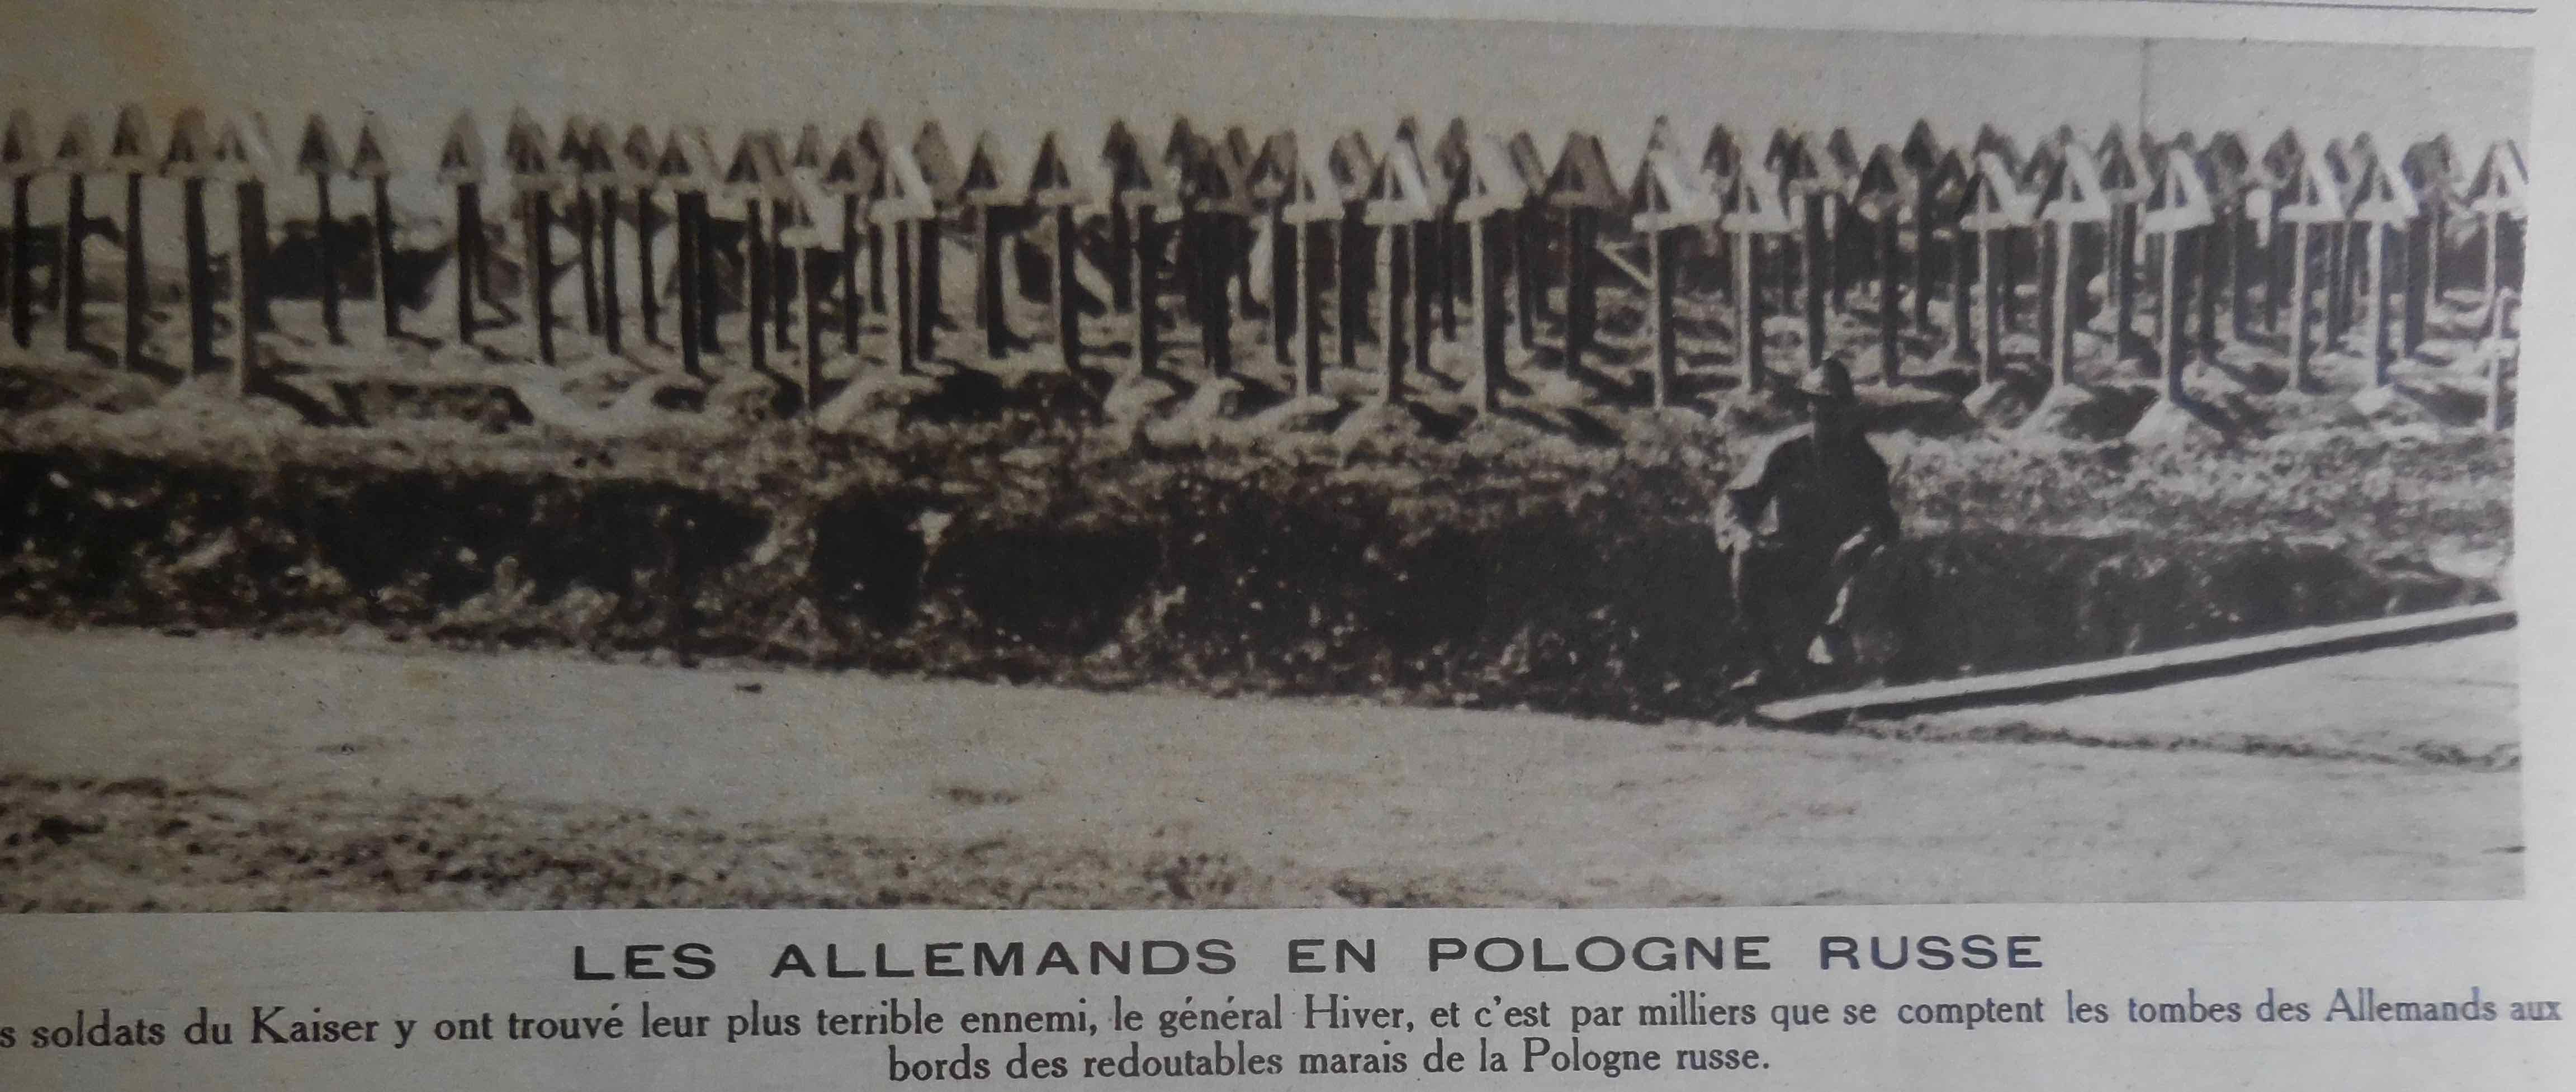 LES ALLEMANDS EN POLOGNE RUSSE
s soldats du Kaiser y ont trouvé leur plus terrible ennemi, le général Hiver, et c'est par milliers que se comptent les tombes des Allemands aux
bords des redoutables marais de la Pologne russe.